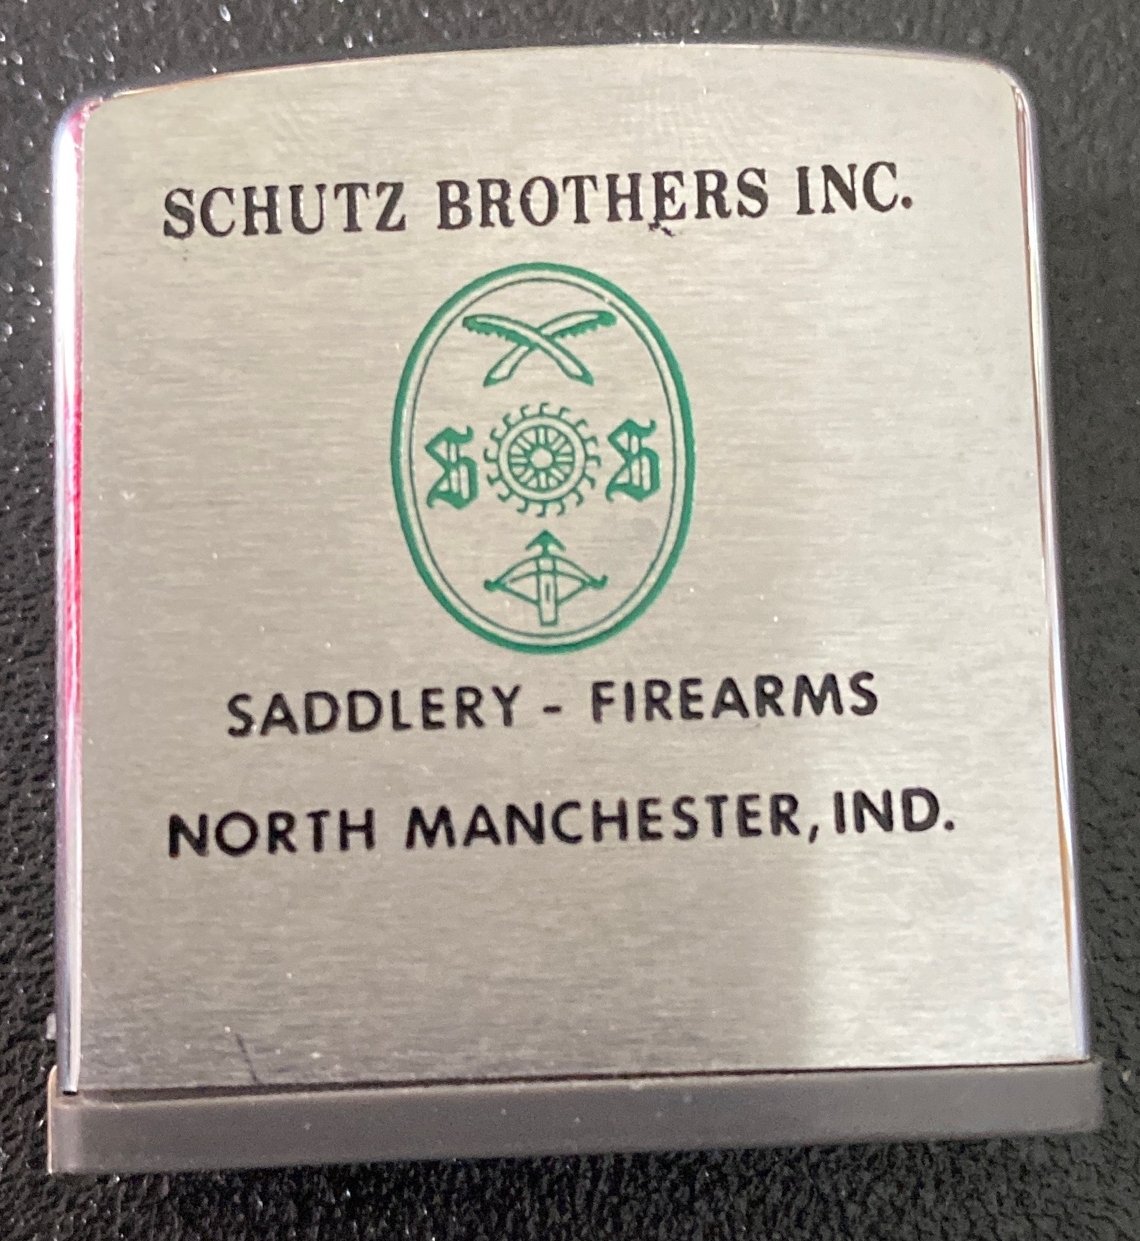 SCHUTZ BROTHERS INC.
S S
SADDLERY - FIREARMS
NORTH MANCHESTER, IND.